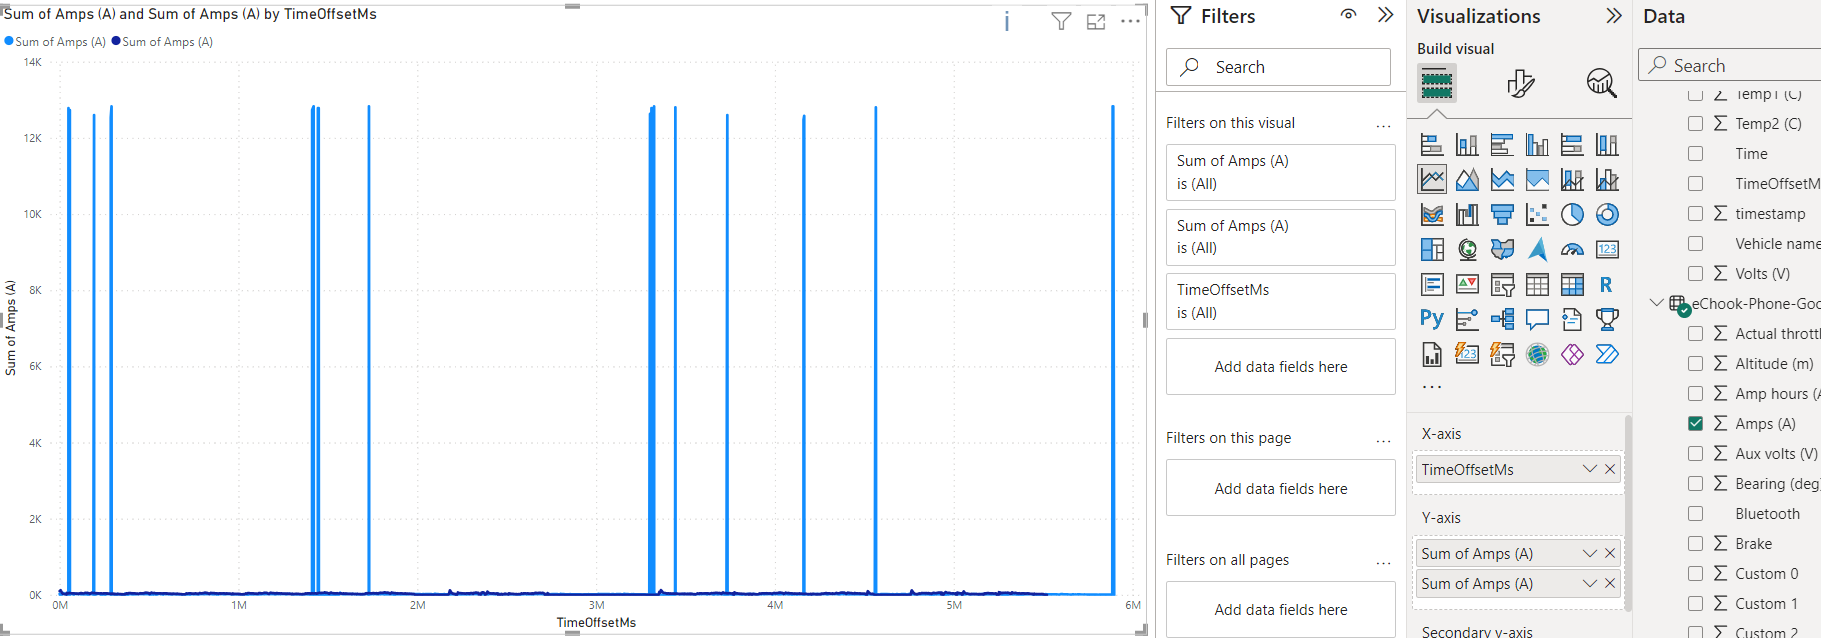 Sum of Amps (A) and Sum of Amps (A) by TimeOffsetMs
Sum of Amps (A) Sum of Amps (A)
14K
12K
10K
8K
6K
4K
2K
0K
Sum of Amps (A)
0M 1M 2M 3M 4M 5M 6M
TimeOffsetMs
Filters
Search
Filters on this visual ...
Sum of Amps (A)
is (All)
Sum of Amps (A)
is (All)
TimeOffsetMs
is (All)
Add data fields here
Filters on this page ...
Add data fields here
Filters on all pages ...
Add data fields here
Visualizations
Build visual
123
R
Py
123
...
X-axis
TimeOffsetMs
Y-axis
Sum of Amps (A)
Sum of Amps (A)
Secondary y-axis
Data
Search
Temp1 (C)
Temp2 (C)
Time
TimeOffsetM
timestamp
Vehicle name
Volts (V)
eChook-Phone-Goo
Actual thrott
Altitude (m)
Amp hours (A
Amps (A)
Aux volts (V)
Bearing (deg
Bluetooth
Brake
Custom 0
Custom 1
Custom 2